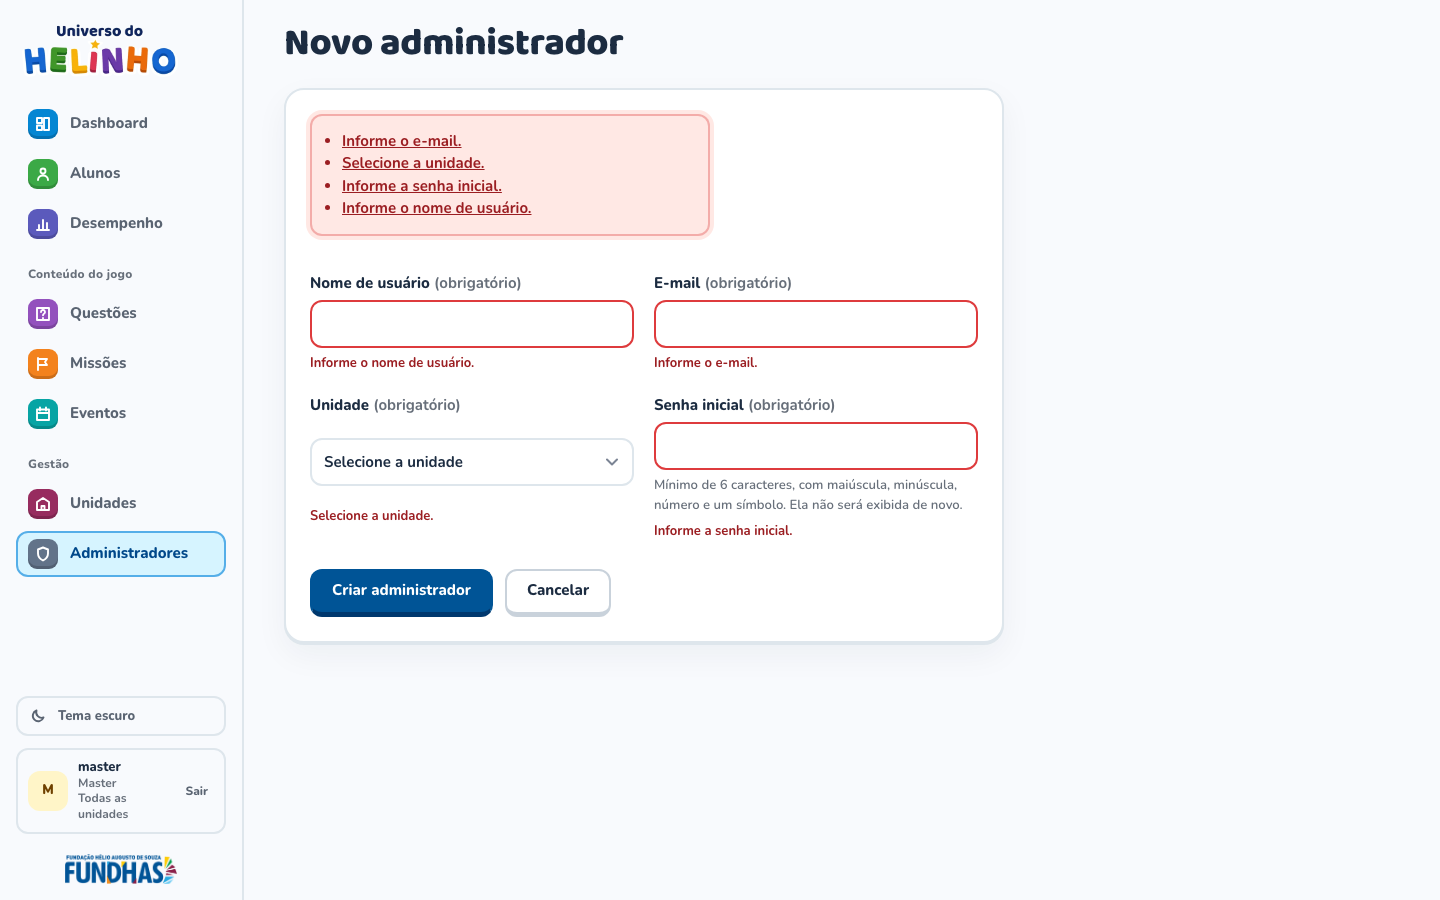 Universo do
HELINHO
Dashboard
Alunos
Desempenho
Conteúdo do jogo
Questões
Missões
Eventos
Gestão
Unidades
Administradores
Tema escuro
M
master
Master
Todas as
unidades
Sair
FUNDAÇÃO HÉLIO AUGUSTO DE SOUZA
FUNDHAS
Novo administrador
Informe o e-mail.
Selecione a unidade.
Informe a senha inicial.
Informe o nome de usuário.
Nome de usuário (obrigatório)
Informe o nome de usuário.
E-mail (obrigatório)
Informe o e-mail.
Unidade (obrigatório)
Selecione a unidade
Selecione a unidade.
Senha inicial (obrigatório)
Mínimo de 6 caracteres, com maiúscula, minúscula,
número e um símbolo. Ela não será exibida de novo.
Informe a senha inicial.
Criar administrador
Cancelar